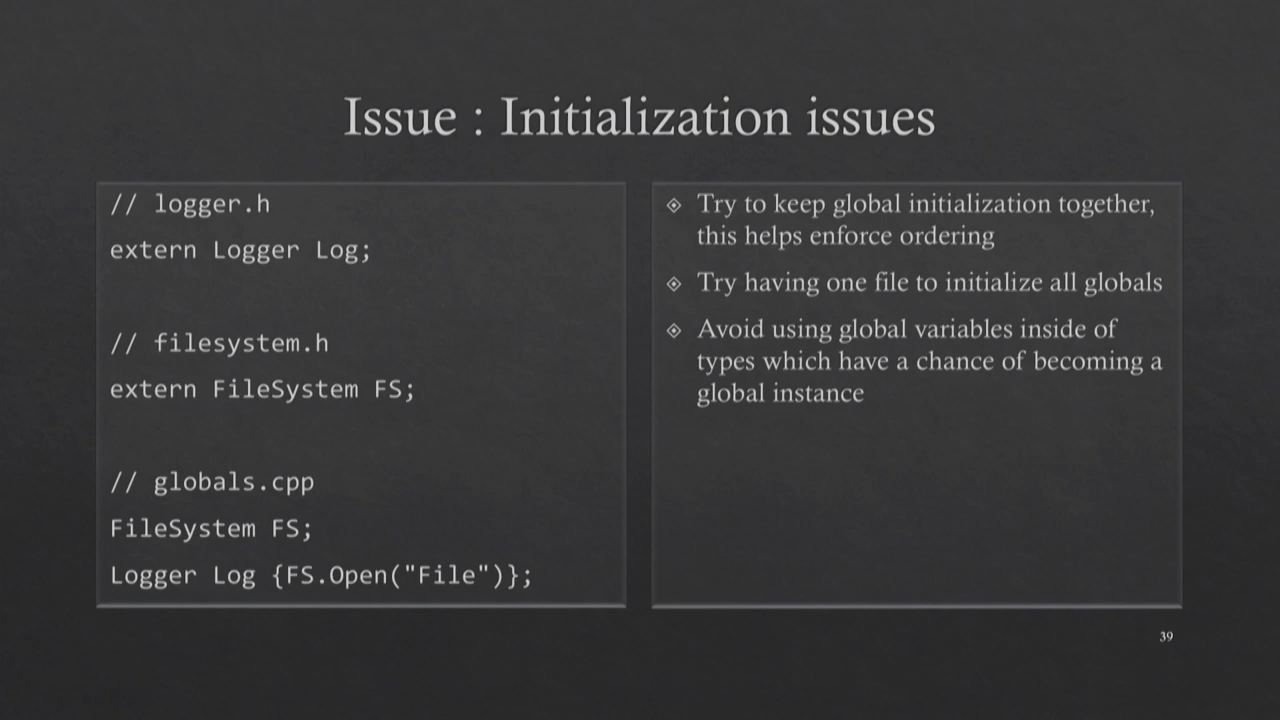 Issue : Initialization issues
// logger.h
extern Logger Log;
// filesystem.h
extern FileSystem FS;
// globals.cpp
FileSystem FS;
Logger Log {FS.Open("File")};
Try to keep global initialization together,
this helps enforce ordering
Try having one file to initialize all globals
Avoid using global variables inside of
types which have a chance of becoming a
global instance
39